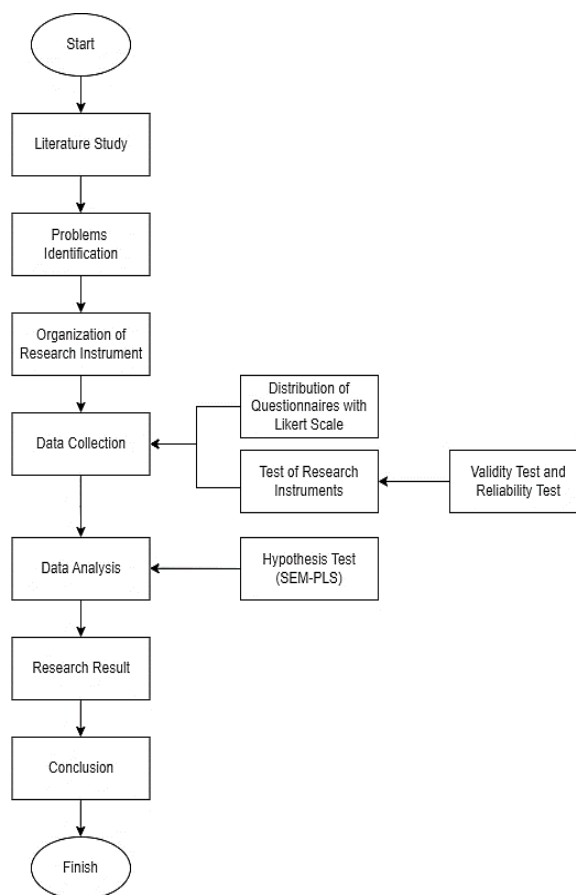 Start
Literature Study
Problems
Identification
Organization of
Research Instrument
Data Collection
Distribution of
Questionnaires with
Likert Scale
Test of Research
Instruments
Validity Test and
Reliability Test
Data Analysis
Hypothesis Test
(SEM-PLS)
Research Result
Conclusion
Finish